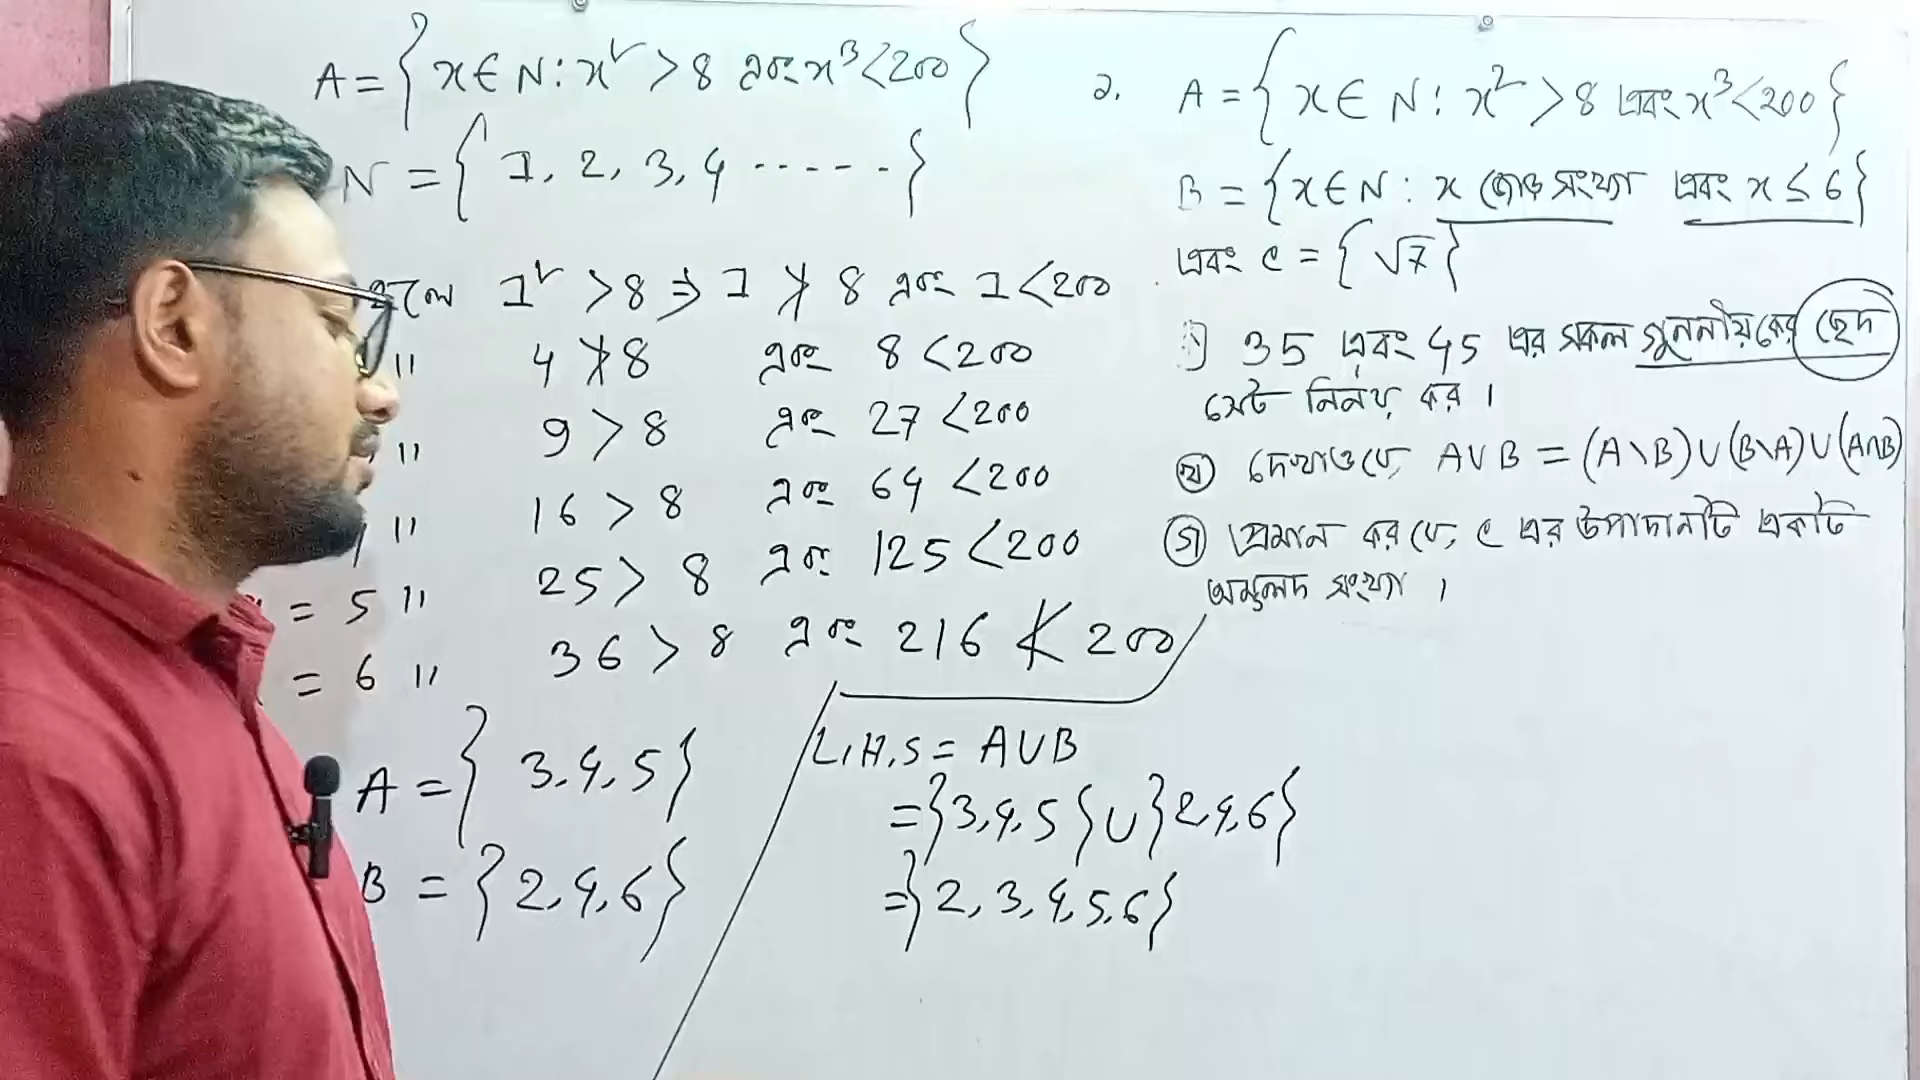 A = { x ∈ N : x² > 8 এবং x³ < 200 }
N = { 1, 2, 3, 4 ------ }
হলে 1² > 8 ⇒ 1 ≯ 8 এবং 1 < 200
" 4 ≯ 8 এবং 8 < 200
" 9 > 8 এবং 27 < 200
" 16 > 8 এবং 64 < 200
= 5 " 25 > 8 এবং 125 < 200
= 6 " 36 > 8 এবং 216 ≮ 200
A = { 3, 4, 5 }
B = { 2, 4, 6 }
L.H.S = A∪B
= {3, 4, 5} ∪ {2, 4, 6}
= {2, 3, 4, 5, 6}
১. A = { x ∈ N : x² > 8 এবং x³ < 200 }
B = { x ∈ N : x জোড় সংখ্যা এবং x ≤ 6 }
এবং C = { √7 }
35 এবং 45 এর সকল গুননীয়কের ছেদ
সেট নির্নয় কর ।
খ দেখাও যে, A∪B = (A\B)∪(B\A)∪(A∩B)
গ প্রমান কর যে, C এর উপাদানটি একটি
অমূলদ সংখ্যা ।